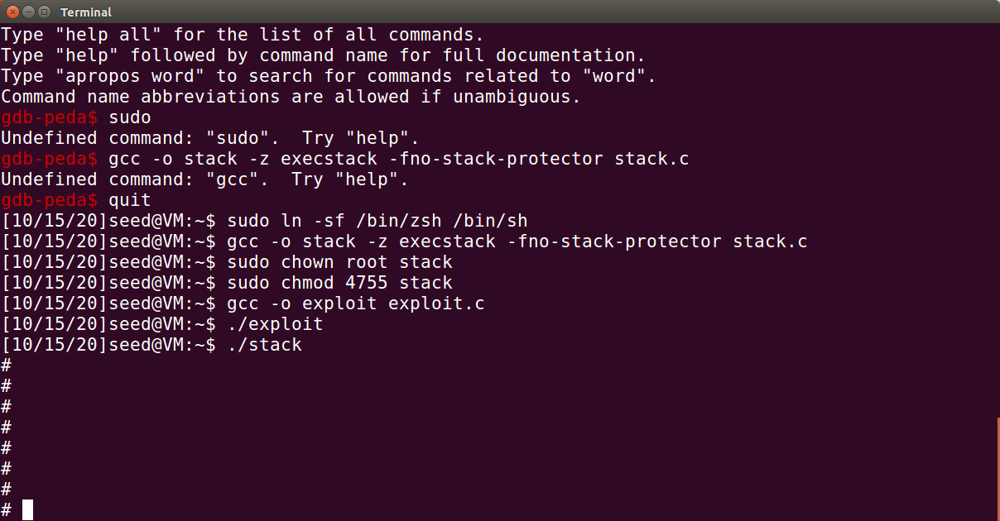 Terminal
Type "help all" for the list of all commands.
Type "help" followed by command name for full documentation.
Type "apropos word" to search for commands related to "word".
Command name abbreviations are allowed if unambiguous.
gdb-peda$ sudo
Undefined command: "sudo".  Try "help".
gdb-peda$ gcc -o stack -z execstack -fno-stack-protector stack.c
Undefined command: "gcc".  Try "help".
gdb-peda$ quit
[10/15/20]seed@VM:~$ sudo ln -sf /bin/zsh /bin/sh
[10/15/20]seed@VM:~$ gcc -o stack -z execstack -fno-stack-protector stack.c
[10/15/20]seed@VM:~$ sudo chown root stack
[10/15/20]seed@VM:~$ sudo chmod 4755 stack
[10/15/20]seed@VM:~$ gcc -o exploit exploit.c
[10/15/20]seed@VM:~$ ./exploit
[10/15/20]seed@VM:~$ ./stack
#
#
#
#
#
#
#
#